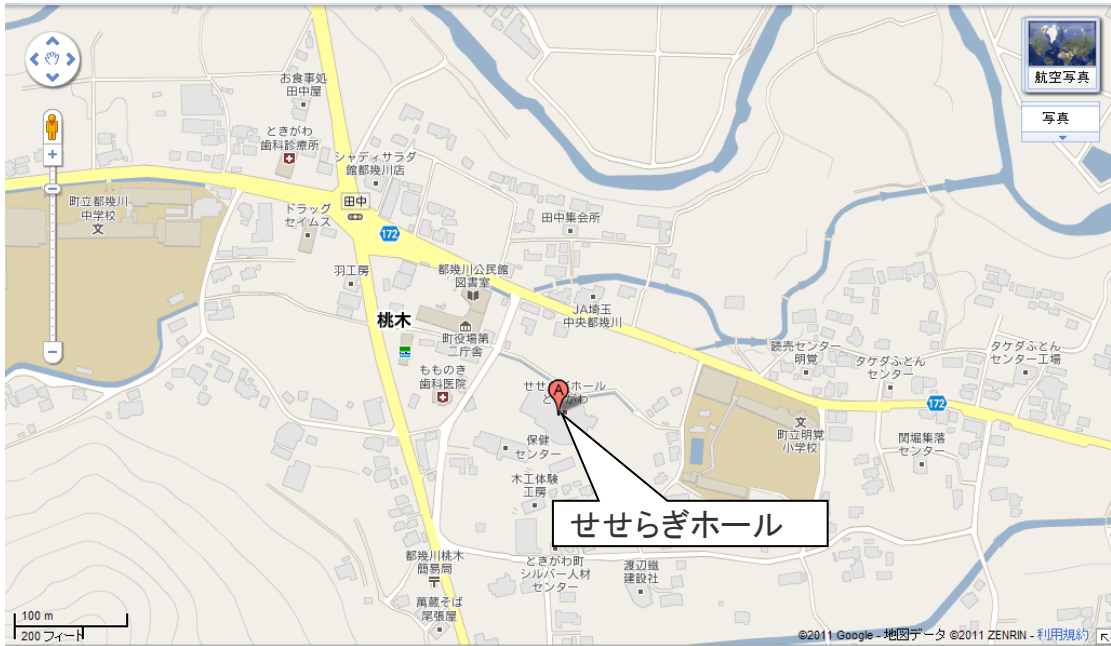 お食事処
田中屋
航空写真
写真
ときがわ
歯科診療所
シャディサラダ
館都幾川店
町立都幾川
中学校
文
ドラッグ
セイムス
田中
172
田中集会所
羽工房
都幾川公民館
図書室
JA埼玉
中央都幾川
桃木
町役場第
二庁舎
読売センター
明覚
タケダふとん
センター
タケダふとん
センター工場
もものき
歯科医院
せせらぎホール
ときがわ
A
172
文
町立明覚
小学校
関堀集落
センター
保健
センター
木工体験
工房
せせらぎホール
都幾川桃木
簡易局
〒
ときがわ町
シルバー人材
センター
渡辺鐵
建設社
萬蔵そば
尾張屋
100 m
200 フィート
©2011 Google - 地図データ ©2011 ZENRIN - 利用規約